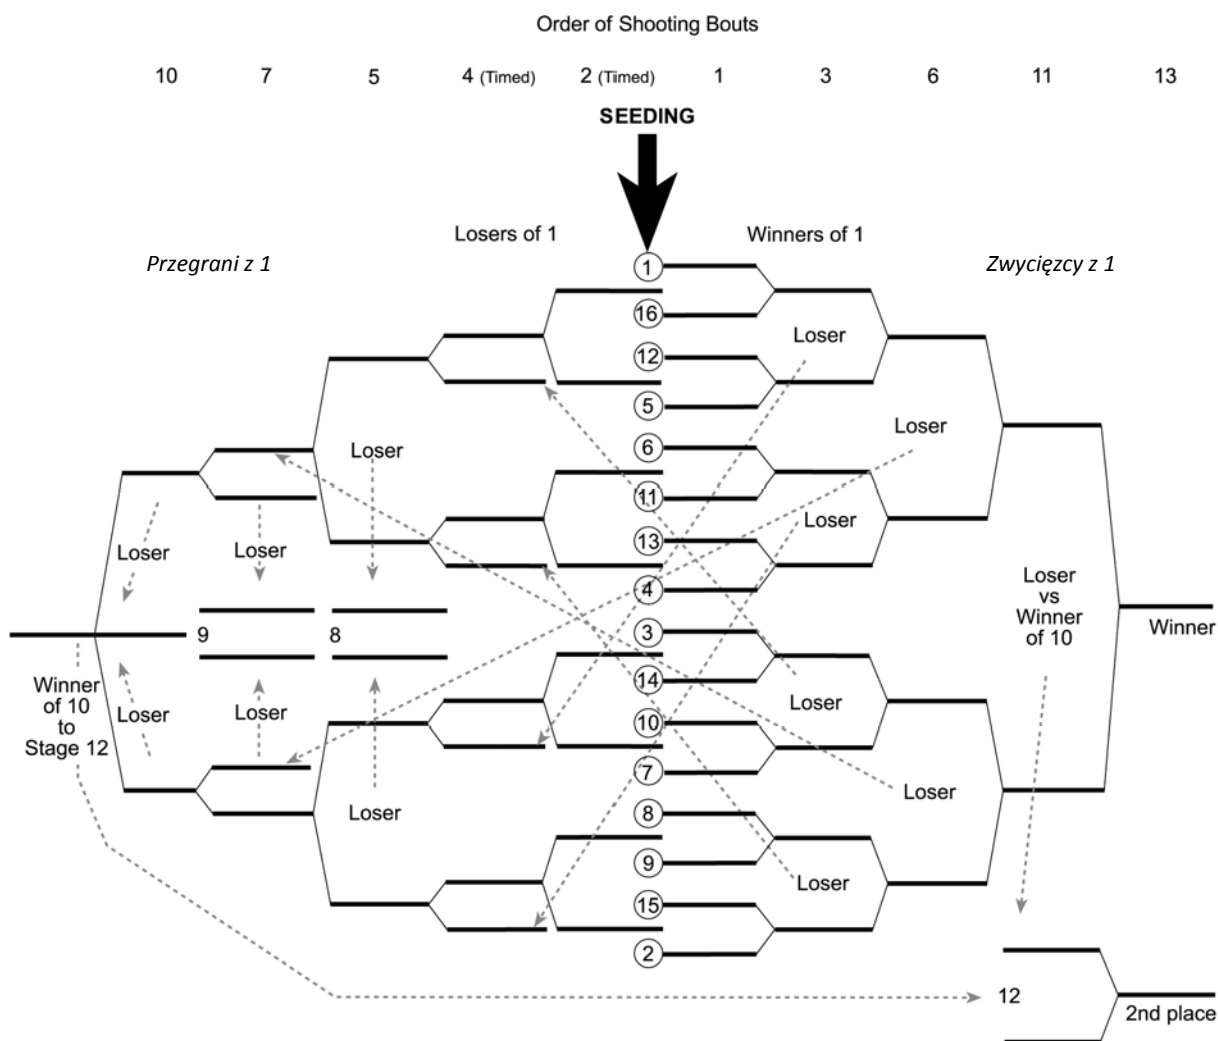 Order of Shooting Bouts
10 7 5 4 (Timed) 2 (Timed) 1 3 6 11 13
SEEDING
Losers of 1 Winners of 1
Przegrani z 1 Zwycięzcy z 1
1
16
Loser
12
5
Loser
6
Loser
11
Loser
13
Loser
Loser
4
Loser
vs
Winner
of 10
3
Winner
9
8
14
Loser
Winner
of 10
to
Stage 12
Loser
Loser
10
7
Loser
Loser
8
9
Loser
15
2
12
2nd place